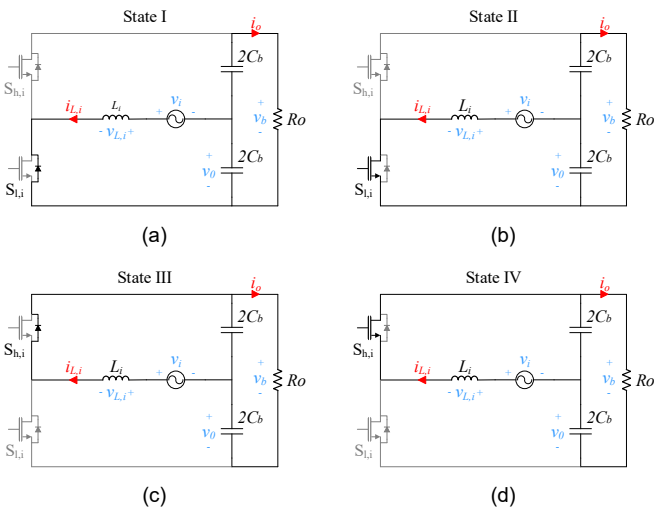 State I
i_o
S_h,i
2C_b
i_L,i
L_i
v_i
+
-
- v_L,i +
+
v_b
-
Ro
S_l,i
+
v_0
-
2C_b
(a)
State II
i_o
S_h,i
2C_b
i_L,i
L_i
v_i
+
-
- v_L,i +
+
v_b
-
Ro
S_l,i
+
v_0
-
2C_b
(b)
State III
i_o
S_h,i
2C_b
i_L,i
L_i
v_i
+
-
- v_L,i +
+
v_b
-
Ro
S_l,i
+
v_0
-
2C_b
(c)
State IV
i_o
S_h,i
2C_b
i_L,i
L_i
v_i
+
-
- v_L,i +
+
v_b
-
Ro
S_l,i
+
v_0
-
2C_b
(d)